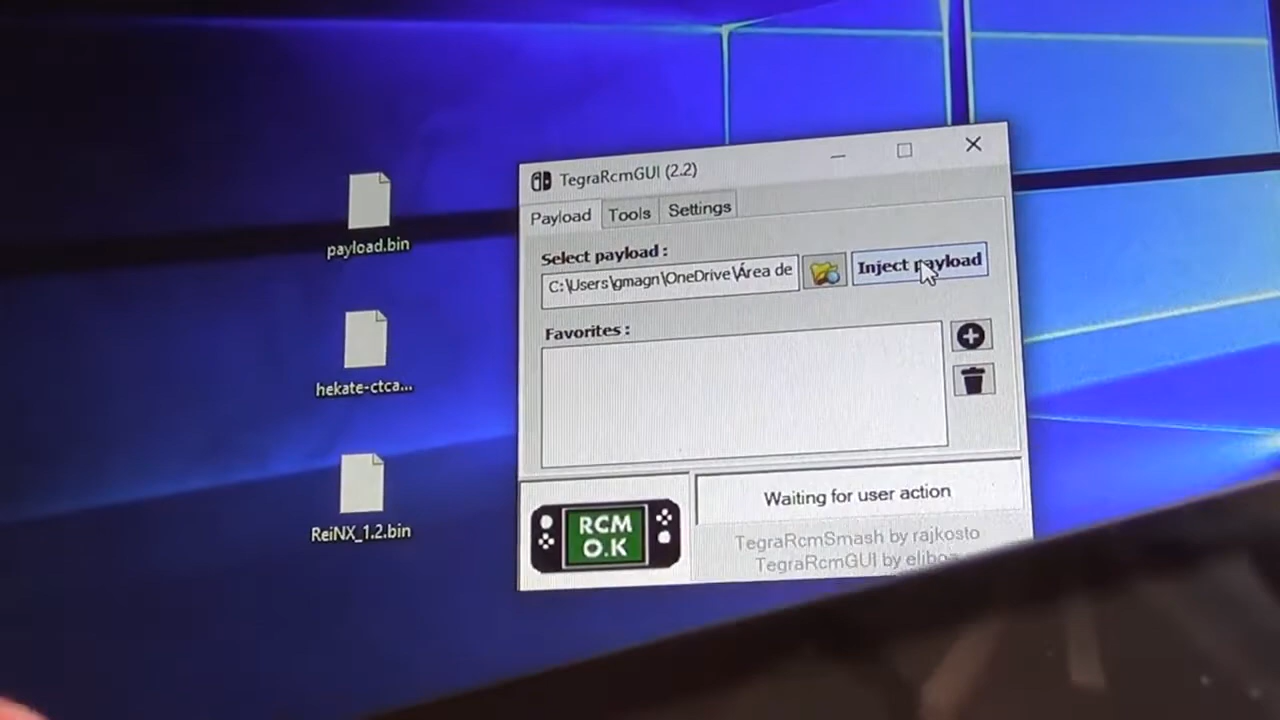 payload.bin
hekate-ctca...
ReiNX_1.2.bin
TegraRcmGUI (2.2)
Payload Tools Settings
Select payload :
C:\Users\gmagn\OneDrive\Área de
Inject payload
Favorites :
RCM
O.K
Waiting for user action
TegraRcmSmash by rajkosto
TegraRcmGUI by eliboa